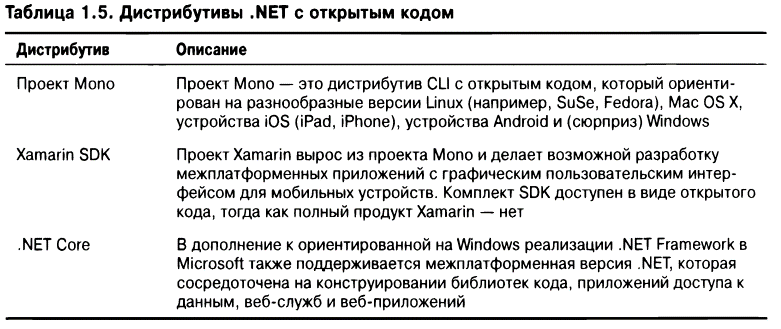 Таблица 1.5. Дистрибутивы .NET с открытым кодом
Дистрибутив Описание
Проект Mono Проект Mono — это дистрибутив CLI с открытым кодом, который ориенти-
рован на разнообразные версии Linux (например, SuSe, Fedora), Mac OS X,
устройства iOS (iPad, iPhone), устройства Android и (сюрприз) Windows
Xamarin SDK Проект Xamarin вырос из проекта Mono и делает возможной разработку
межплатформенных приложений с графическим пользовательским интер-
фейсом для мобильных устройств. Комплект SDK доступен в виде открытого
кода, тогда как полный продукт Xamarin — нет
.NET Core В дополнение к ориентированной на Windows реализации .NET Framework в
Microsoft также поддерживается межплатформенная версия .NET, которая
сосредоточена на конструировании библиотек кода, приложений доступа к
данным, веб-служб и веб-приложений